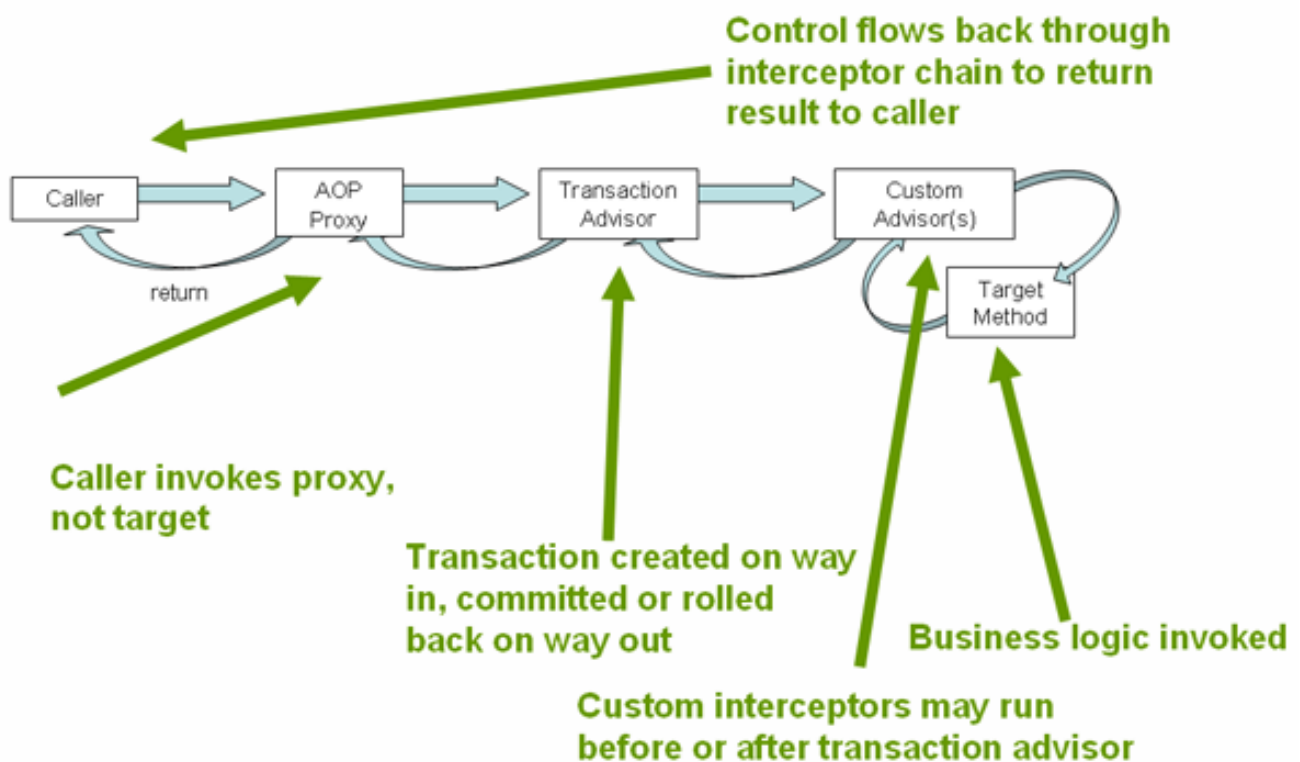 Control flows back through
interceptor chain to return
result to caller
Caller
AOP
Proxy
Transaction
Advisor
Custom
Advisor(s)
return
Target
Method
Caller invokes proxy,
not target
Transaction created on way
in, committed or rolled
back on way out
Business logic invoked
Custom interceptors may run
before or after transaction advisor